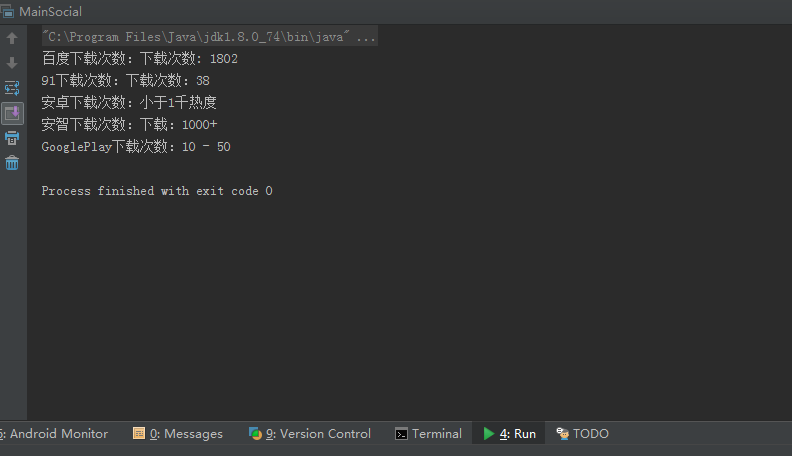 MainSocial
"C:\Program Files\Java\jdk1.8.0_74\bin\java" ...
百度下载次数：下载次数: 1802
91下载次数：下载次数：38
安卓下载次数：小于1千热度
安智下载次数：下载：1000+
GooglePlay下载次数：10 - 50
Process finished with exit code 0
6: Android Monitor 0: Messages 9: Version Control Terminal 4: Run TODO